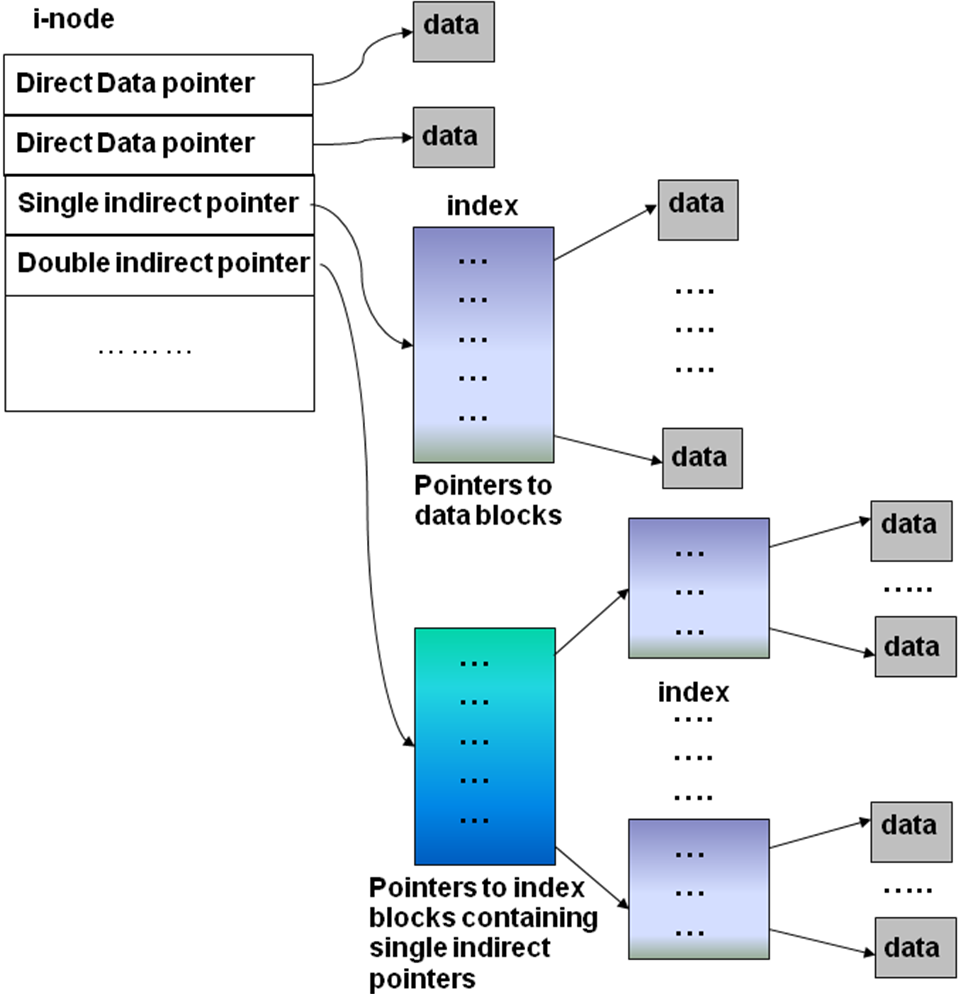 i-node
data
Direct Data pointer
Direct Data pointer
data
Single indirect pointer
index
data
Double indirect pointer
...
...
...
...
...
....
....
....
... ... ...
data
Pointers to
data blocks
...
...
...
data
.....
data
index
....
....
....
...
...
...
...
...
...
...
...
data
.....
data
Pointers to index
blocks containing
single indirect
pointers